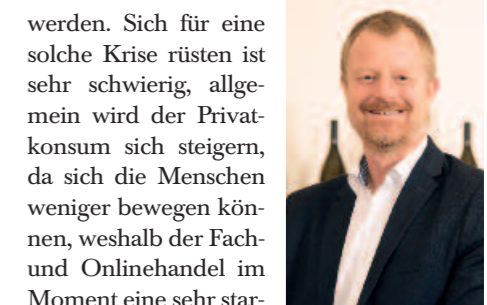 werden. Sich für eine
solche Krise rüsten ist
sehr schwierig, allge-
mein wird der Privat-
konsum sich steigern,
da sich die Menschen
weniger bewegen kön-
nen, weshalb der Fach-
und Onlinehandel im
Moment eine sehr star-